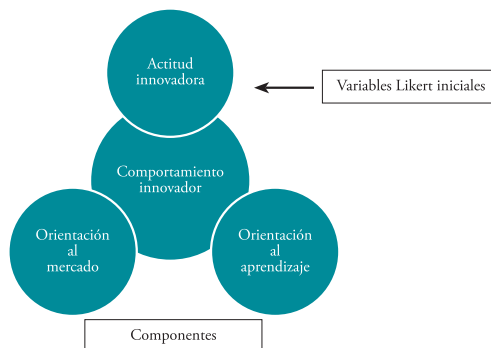 Actitud
innovadora
Variables Likert iniciales
Comportamiento
innovador
Orientación
al
mercado
Orientación
al
aprendizaje
Componentes